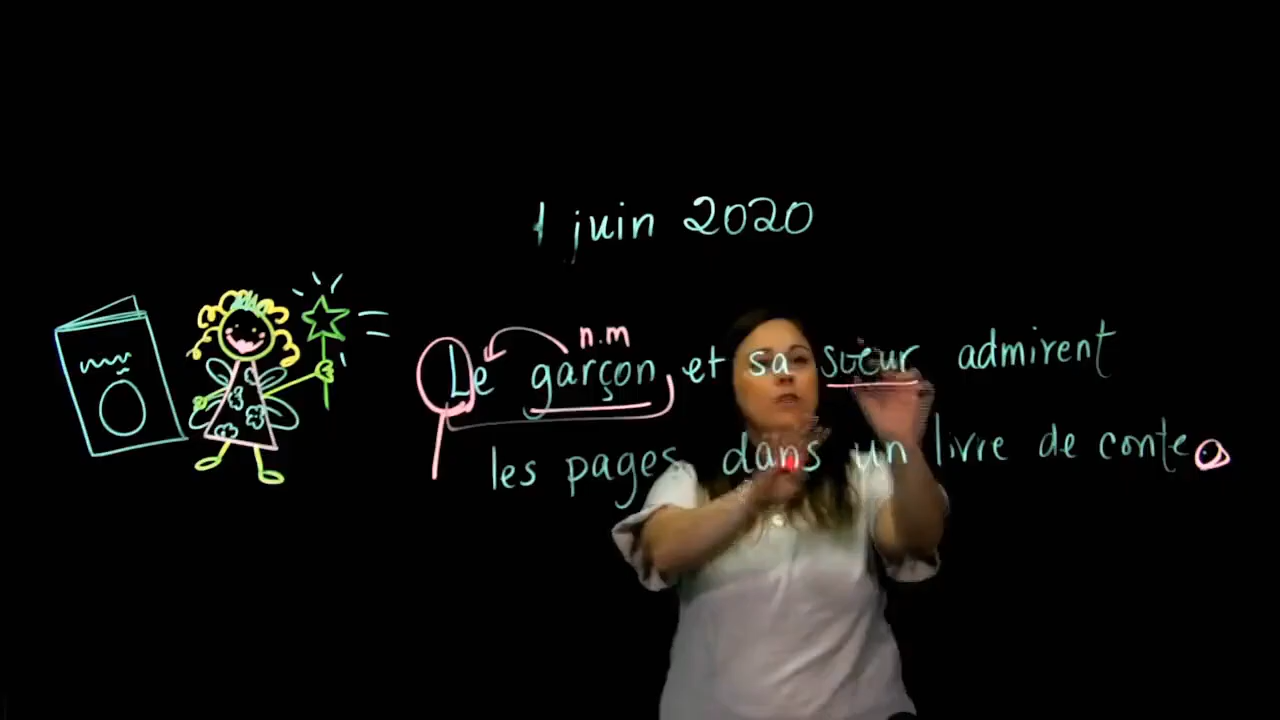 1 juin 2020
n.m
Le garçon et sa sœur admirent
les pages dans un livre de conte.